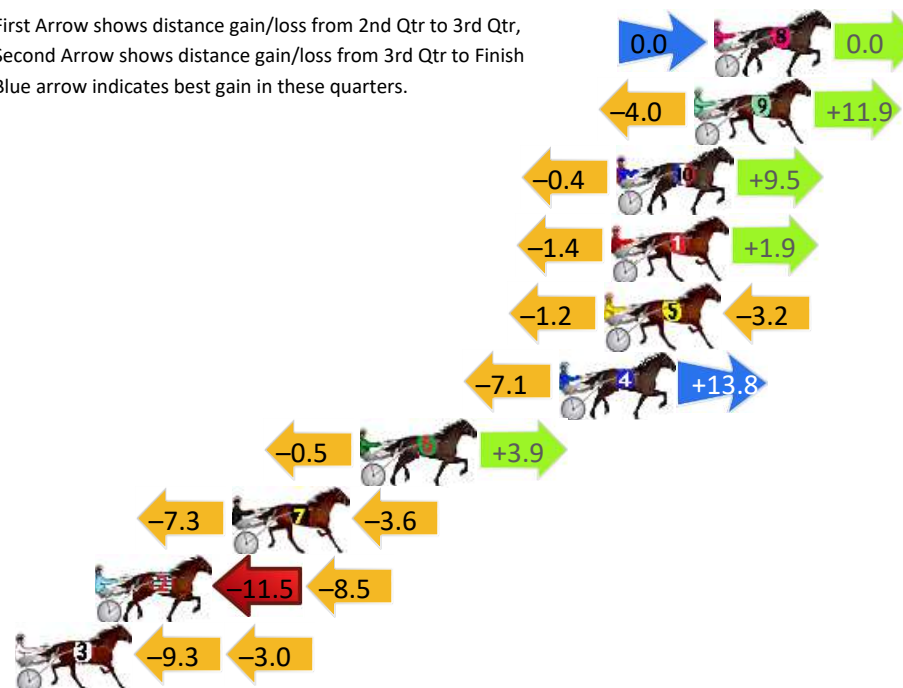 First Arrow shows distance gain/loss from 2nd Qtr to 3rd Qtr,
Second Arrow shows distance gain/loss from 3rd Qtr to Finish
Blue arrow indicates best gain in these quarters.
0.0 8 0.0
–4.0 9 +11.9
–0.4 10 +9.5
–1.4 1 +1.9
–1.2 5 –3.2
–7.1 4 +13.8
–0.5 6 +3.9
–7.3 7 –3.6
2 –11.5 –8.5
3 –9.3 –3.0